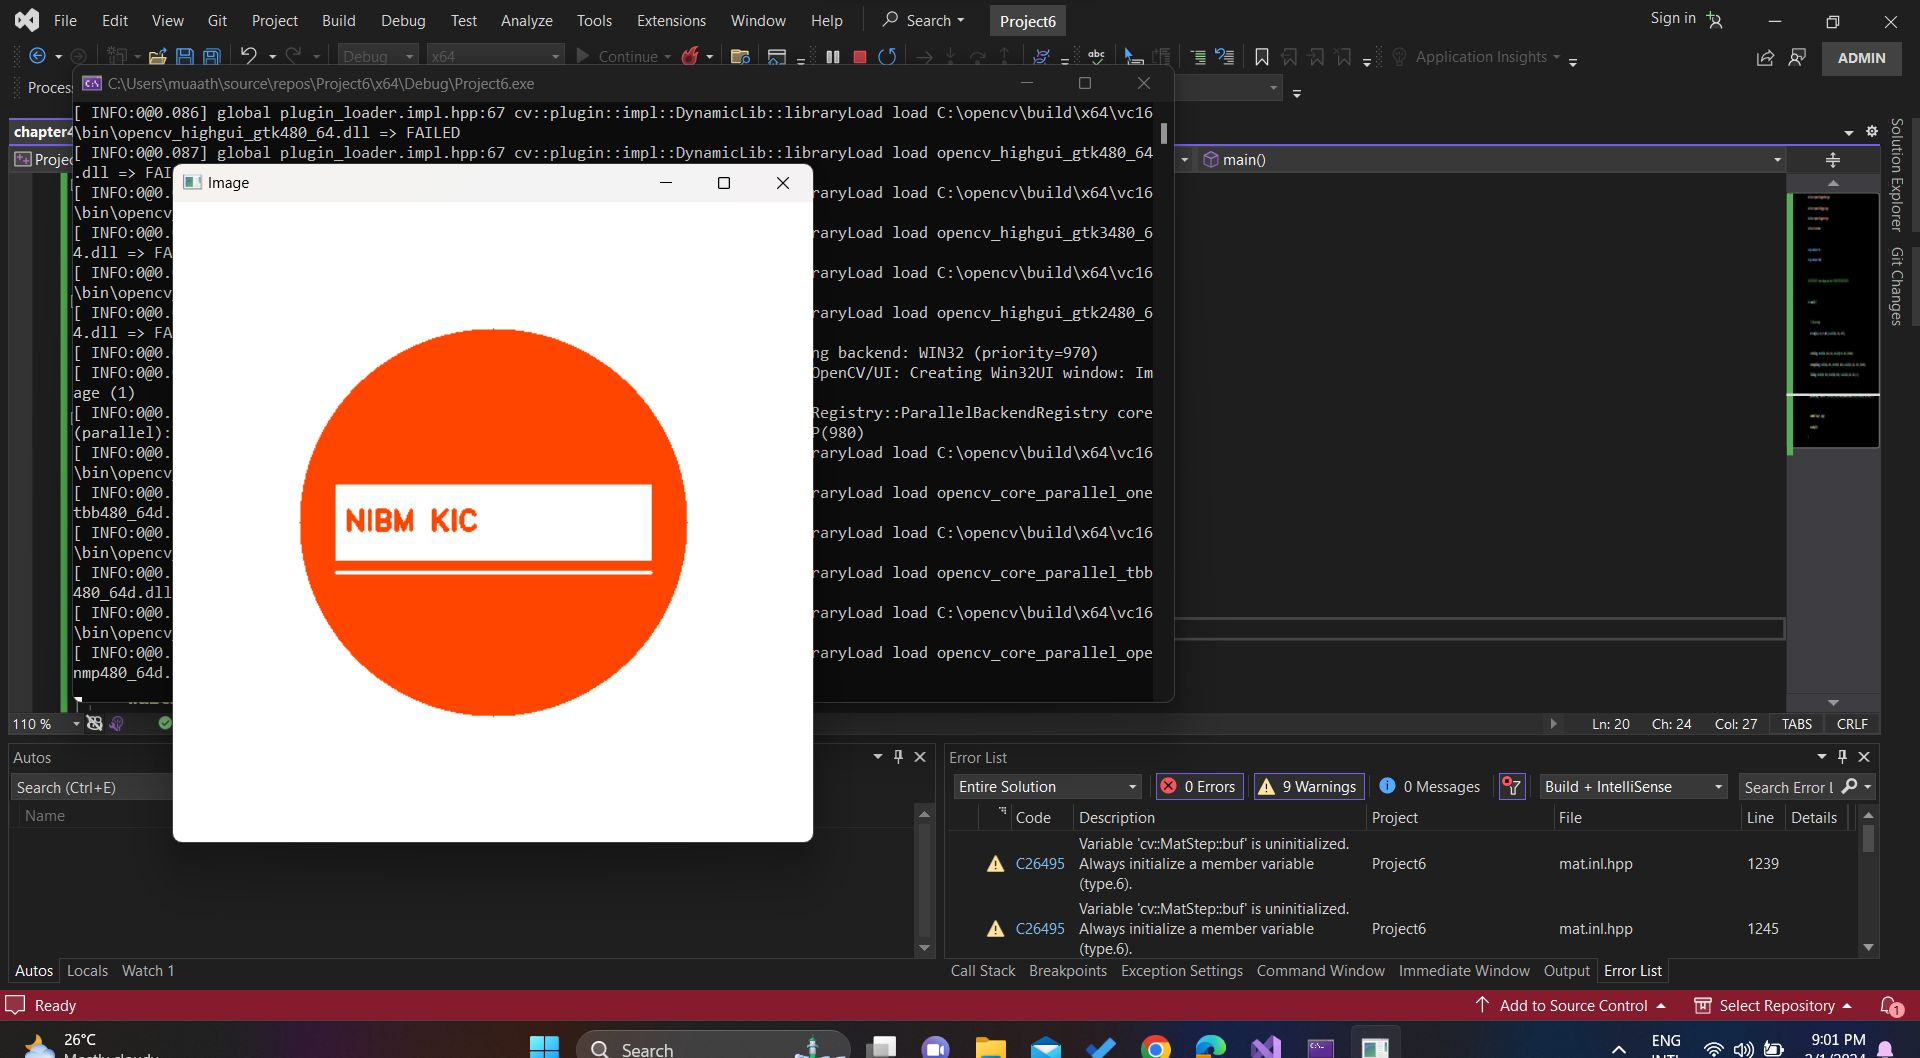 File Edit View Git Project Build Debug Test Analyze Tools Extensions Window Help Search Project6 Sign in
Debug x64 Continue Application Insights ADMIN
Process
C:\Users\muaath\source\repos\Project6\x64\Debug\Project6.exe
[ INFO:0@0.086] global plugin_loader.impl.hpp:67 cv::plugin::impl::DynamicLib::libraryLoad load C:\opencv\build\x64\vc16
\bin\opencv_highgui_gtk480_64.dll => FAILED
[ INFO:0@0.087] global plugin_loader.impl.hpp:67 cv::plugin::impl::DynamicLib::libraryLoad load opencv_highgui_gtk480_64
.dll => FAI
[ INFO:0@0. raryLoad load C:\opencv\build\x64\vc16
\bin\opencv
[ INFO:0@0. raryLoad load opencv_highgui_gtk3480_6
4.dll => FA
[ INFO:0@0. raryLoad load C:\opencv\build\x64\vc16
\bin\opencv
[ INFO:0@0. raryLoad load opencv_highgui_gtk2480_6
4.dll => FA
[ INFO:0@0. ng backend: WIN32 (priority=970)
[ INFO:0@0. OpenCV/UI: Creating Win32UI window: Im
age (1)
[ INFO:0@0. Registry::ParallelBackendRegistry core
(parallel): P(980)
[ INFO:0@0. raryLoad load C:\opencv\build\x64\vc16
\bin\opencv
[ INFO:0@0. raryLoad load opencv_core_parallel_one
tbb480_64d.
[ INFO:0@0. raryLoad load C:\opencv\build\x64\vc16
\bin\opencv
[ INFO:0@0. raryLoad load opencv_core_parallel_tbb
480_64d.dll
[ INFO:0@0. raryLoad load C:\opencv\build\x64\vc16
\bin\opencv
[ INFO:0@0. raryLoad load opencv_core_parallel_ope
nmp480_64d.
Image
NIBM KIC
chapter4
Projec
main()
Solution Explorer
Git Changes
110 %
Ln: 20 Ch: 24 Col: 27 TABS CRLF
Autos
Search (Ctrl+E)
Name
Autos Locals Watch 1
Error List
Entire Solution 0 Errors 9 Warnings 0 Messages Build + IntelliSense Search Error L
Code Description Project File Line Details
Variable 'cv::MatStep::buf' is uninitialized.
C26495 Always initialize a member variable Project6 mat.inl.hpp 1239
(type.6).
Variable 'cv::MatStep::buf' is uninitialized.
C26495 Always initialize a member variable Project6 mat.inl.hpp 1245
(type.6).
Call Stack Breakpoints Exception Settings Command Window Immediate Window Output Error List
Ready Add to Source Control Select Repository 1
26°C
Mostly cloudy
Search
ENG
INTL
9:01 PM